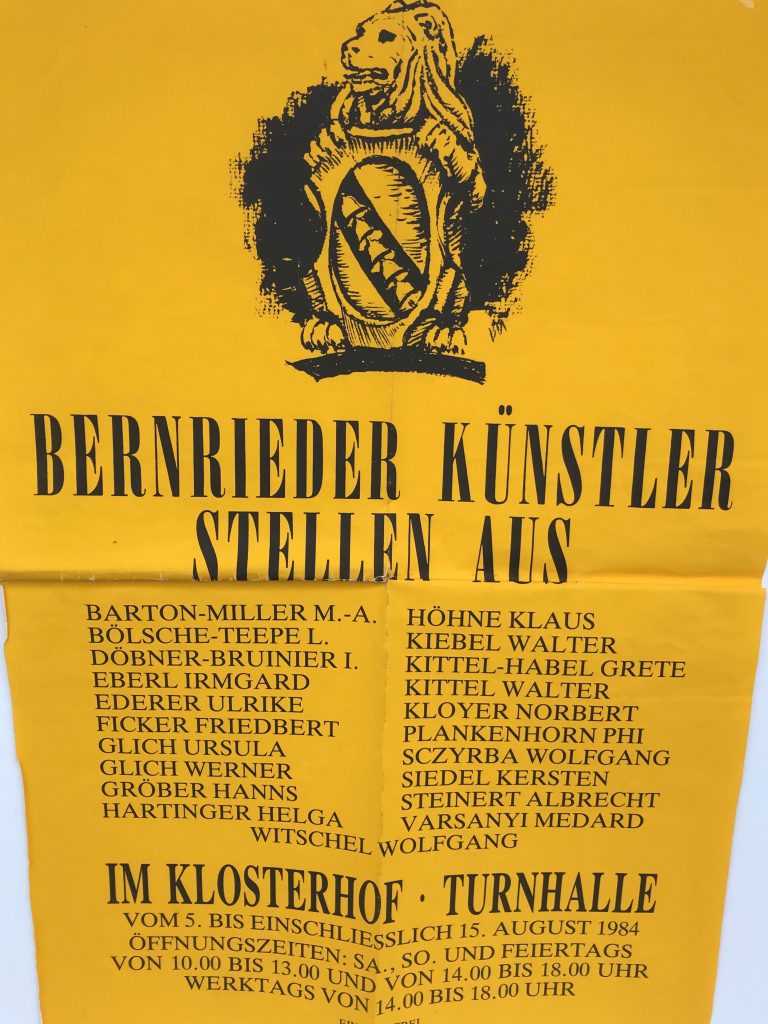 BERNRIEDER KÜNSTLER
STELLEN AUS
BARTON-MILLER M.-A.
BÖLSCHE-TEEPE L.
DÖBNER-BRUINIER I.
EBERL IRMGARD
EDERER ULRIKE
FICKER FRIEDBERT
GLICH URSULA
GLICH WERNER
GRÖBER HANNS
HARTINGER HELGA
HÖHNE KLAUS
KIEBEL WALTER
KITTEL-HABEL GRETE
KITTEL WALTER
KLOYER NORBERT
PLANKENHORN PHI
SCZYRBA WOLFGANG
SIEDEL KERSTEN
STEINERT ALBRECHT
VARSANYI MEDARD
WITSCHEL WOLFGANG
IM KLOSTERHOF · TURNHALLE
VOM 5. BIS EINSCHLIESSLICH 15. AUGUST 1984
ÖFFNUNGSZEITEN: SA., SO. UND FEIERTAGS
VON 10.00 BIS 13.00 UND VON 14.00 BIS 18.00 UHR
WERKTAGS VON 14.00 BIS 18.00 UHR